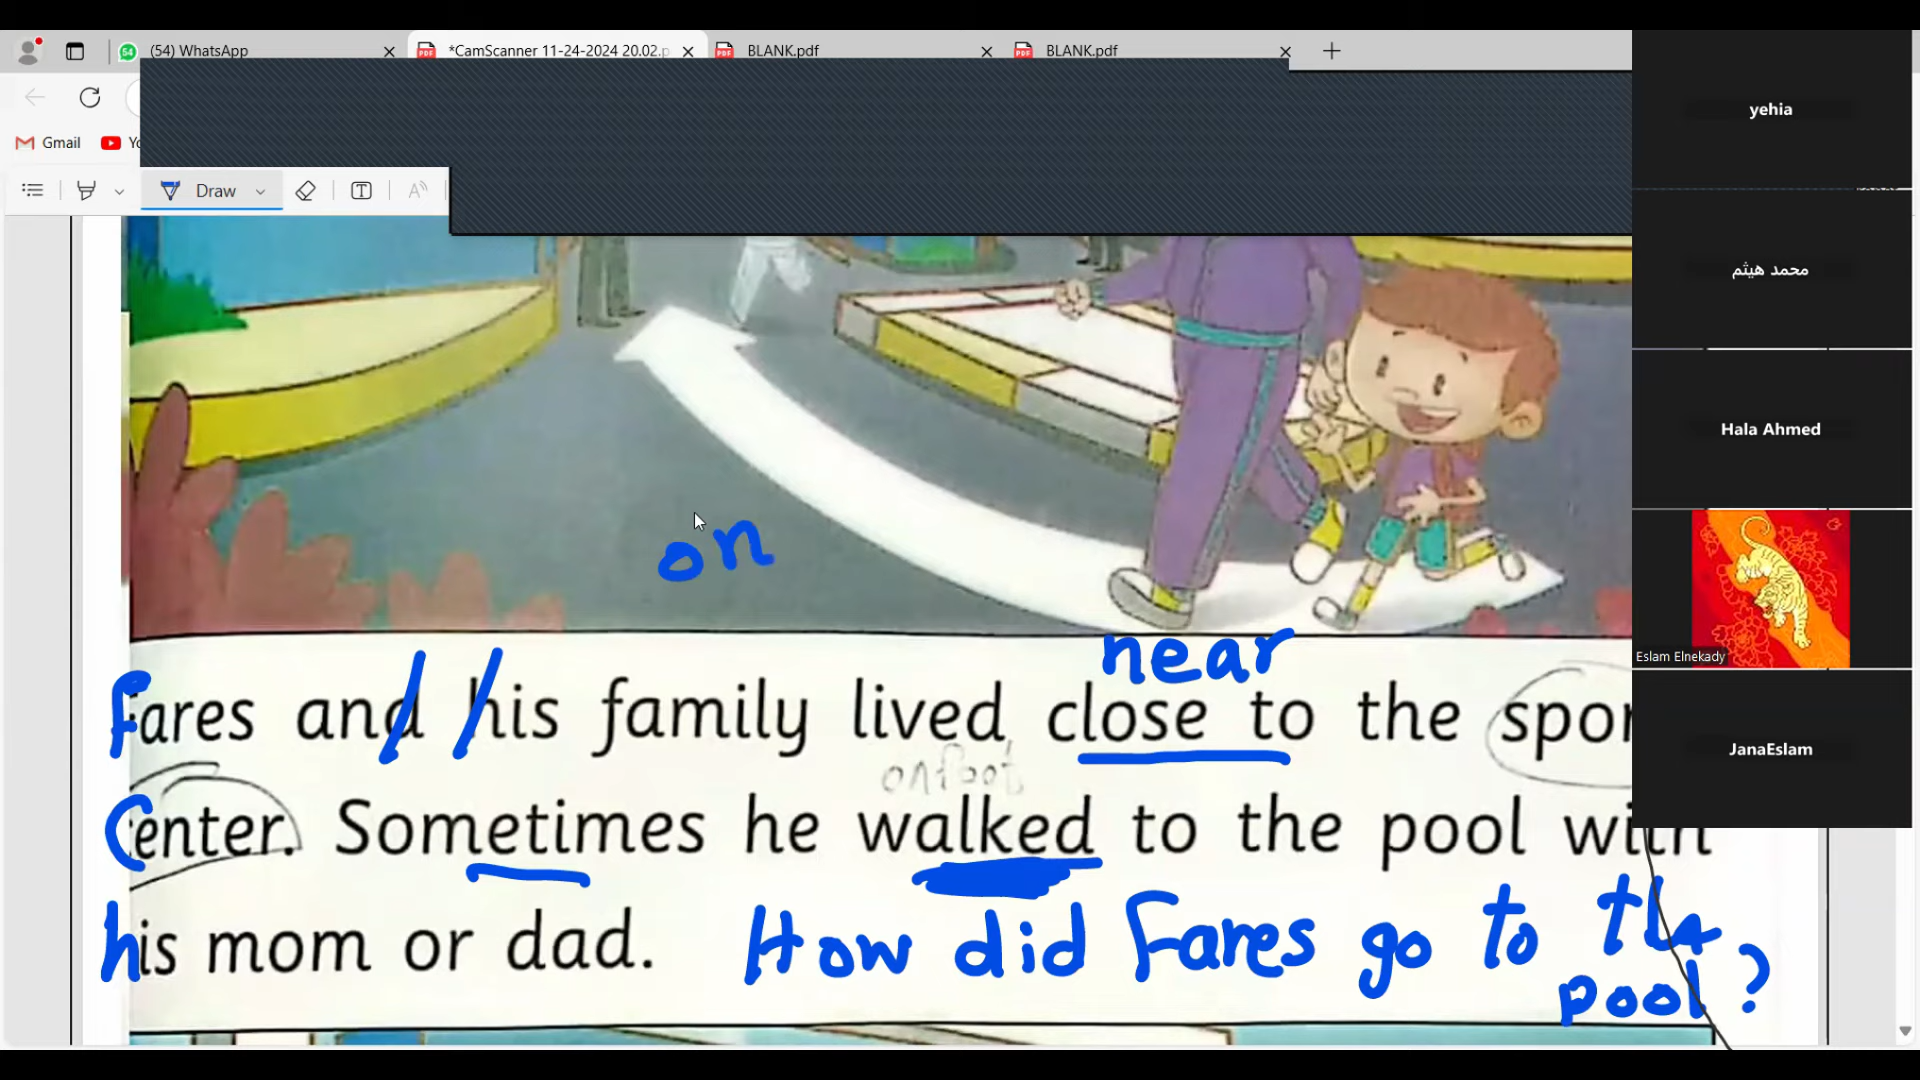 (54) WhatsApp
*CamScanner 11-24-2024 20.02.p
BLANK.pdf
BLANK.pdf
Gmail
Draw
yehia
محمد هيثم
Hala Ahmed
Eslam Elnekady
JanaEslam
on
near
Fares and his family lived close to the spor
on foot
Center. Sometimes he walked to the pool with
his mom or dad. How did Fares go to the
pool ?